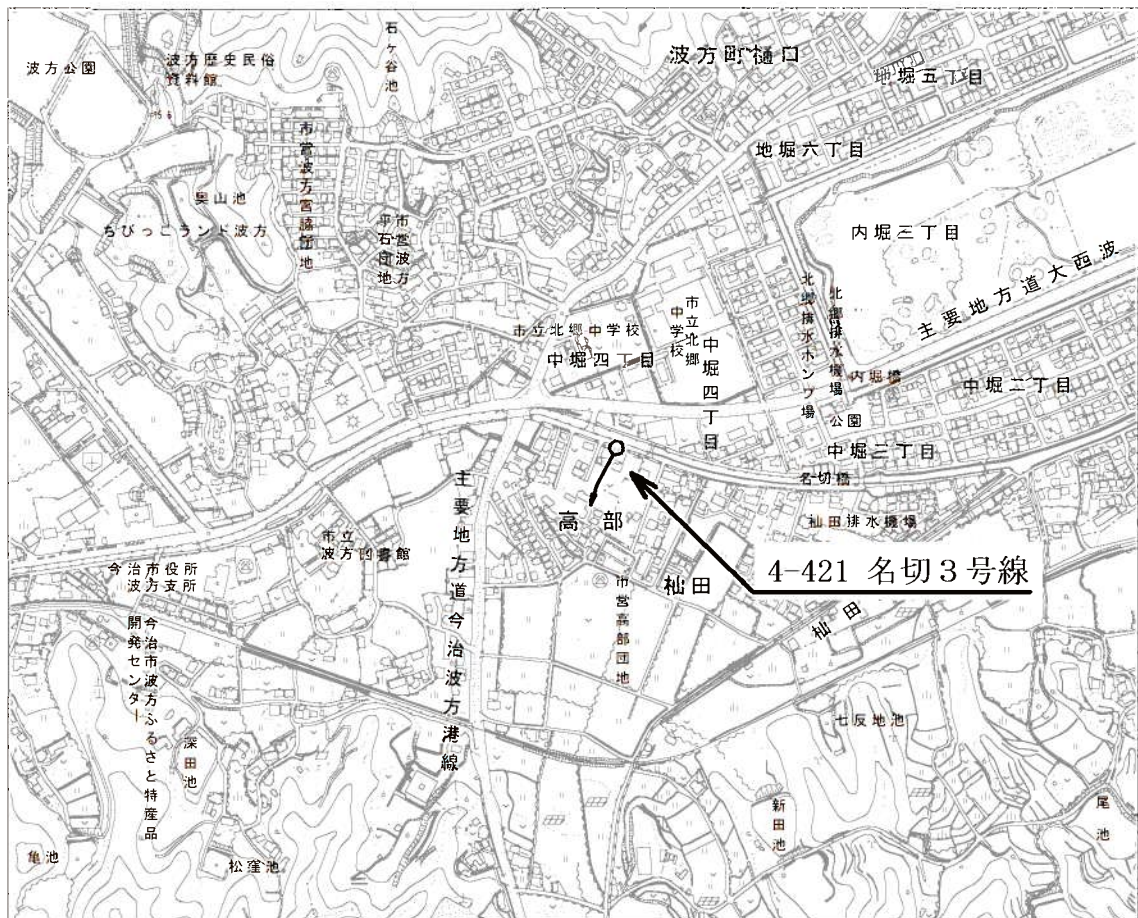 波方公園
波方歴史民俗
資料館
石ヶ谷池
波方町樋口
地堀五丁目
地堀六丁目
市営波方宮脇団地
奥山池
ちびっこランド波方
市営波方
平石団地
内堀三丁目
主要地方道大西波
北郷排水ポンプ場
北郷排水機場
市立北郷中学校
市立北郷
中学校
中堀四丁目
中堀四丁目
内堀橋
中堀二丁目
公園
中堀三丁目
名切橋
杣田排水機場
主要地方道今治波方港線
高部
市立
波方図書館
4-421 名切3号線
今治市役所
波方支所
杣田
杣田
市営高部団地
今治市波方ふるさと特産品
開発センター
深田池
七反地池
新田池
尾池
亀池
松窪池